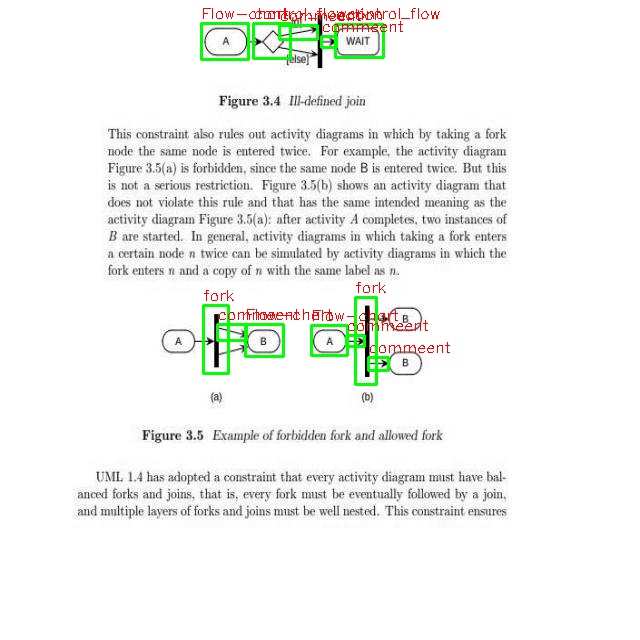 Flow-chart control_flow control_flow
commeent
commeent
A
WAIT
[else]
Figure 3.4 Ill-defined join
This constraint also rules out activity diagrams in which by taking a fork
node the same node is entered twice. For example, the activity diagram
Figure 3.5(a) is forbidden, since the same node B is entered twice. But this
is not a serious restriction. Figure 3.5(b) shows an activity diagram that
does not violate this rule and that has the same intended meaning as the
activity diagram Figure 3.5(a): after activity A completes, two instances of
B are started. In general, activity diagrams in which taking a fork enters
a certain node n twice can be simulated by activity diagrams in which the
fork enters n and a copy of n with the same label as n.
fork
fork
commeent Flow-chart Flow-chart B
commeent
A B A
commeent
B
(a) (b)
Figure 3.5 Example of forbidden fork and allowed fork
UML 1.4 has adopted a constraint that every activity diagram must have bal-
anced forks and joins, that is, every fork must be eventually followed by a join,
and multiple layers of forks and joins must be well nested. This constraint ensures